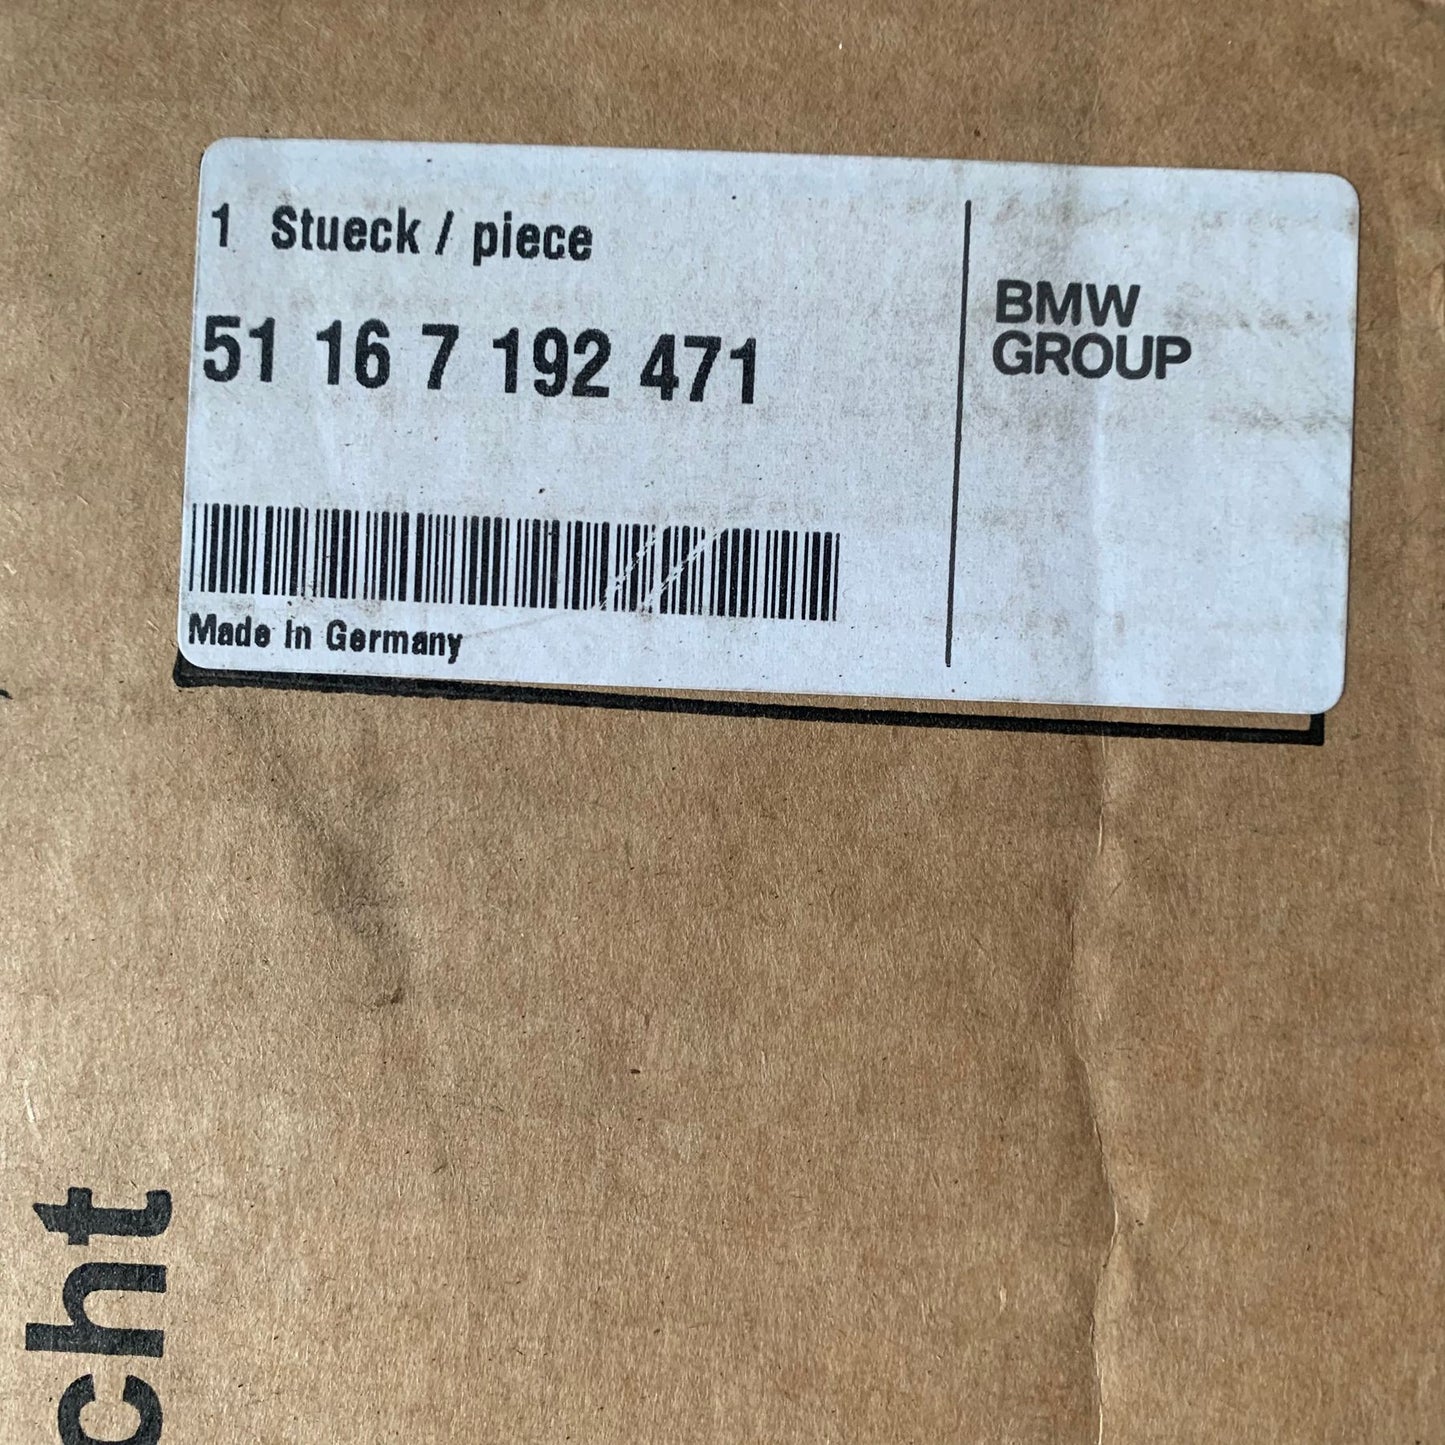 1 Stueck / piece
51 16 7 192 471
Made In Germany
BMW
GROUP
cht